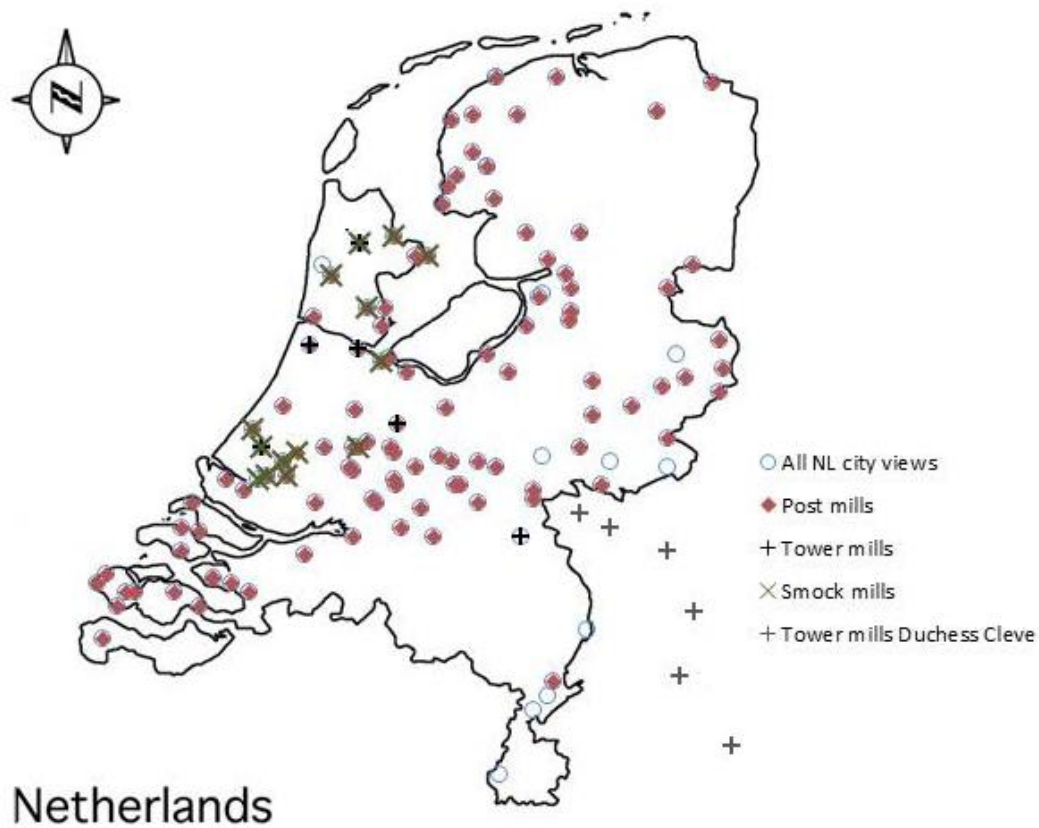 All NL city views
Post mills
Tower mills
Smock mills
Tower mills Duchess Cleve
Netherlands